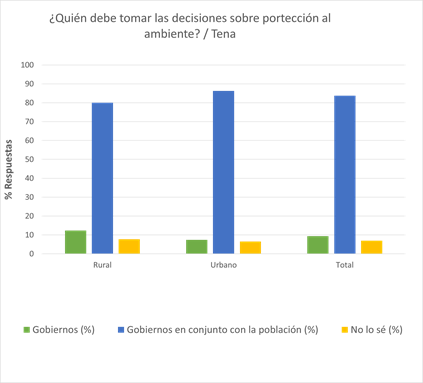 ¿Quién debe tomar las decisiones sobre portección al
ambiente? / Tena
% Respuestas
100
90
80
70
60
50
40
30
20
10
0
Rural Urbano Total
Gobiernos (%) Gobiernos en conjunto con la población (%) No lo sé (%)